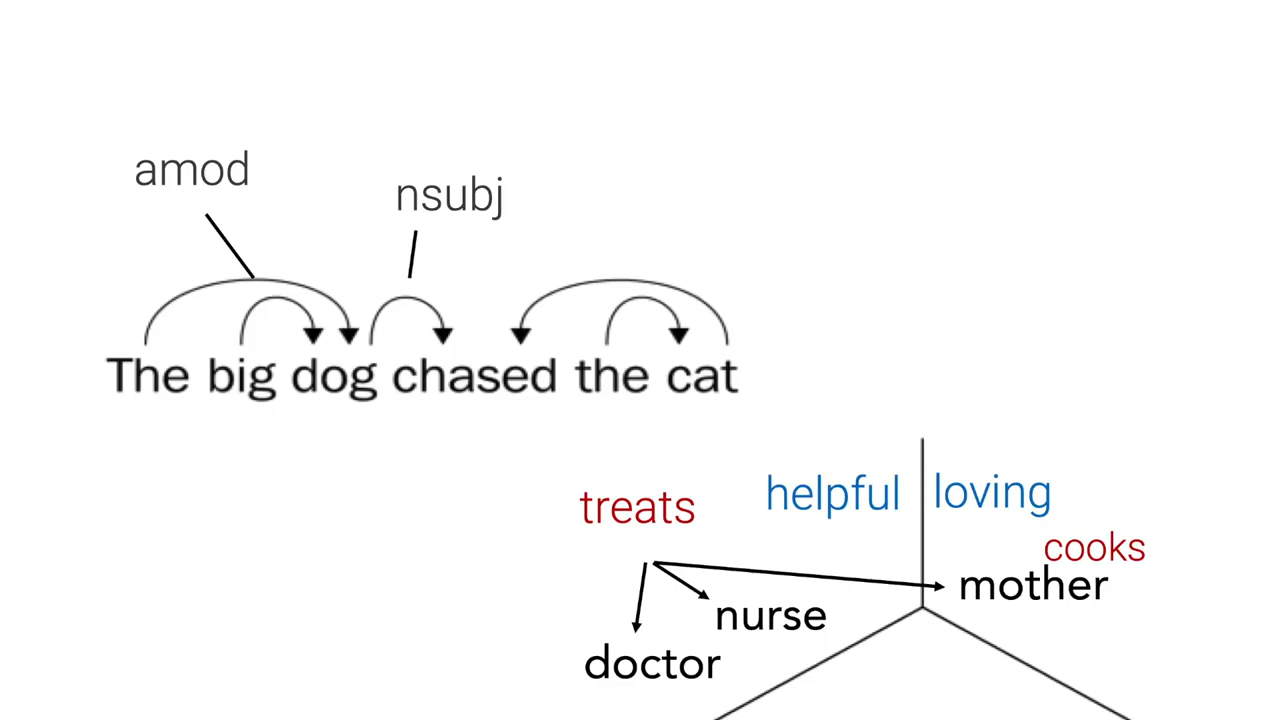 amod
nsubj
The big dog chased the cat
treats
helpful
loving
cooks
mother
nurse
doctor